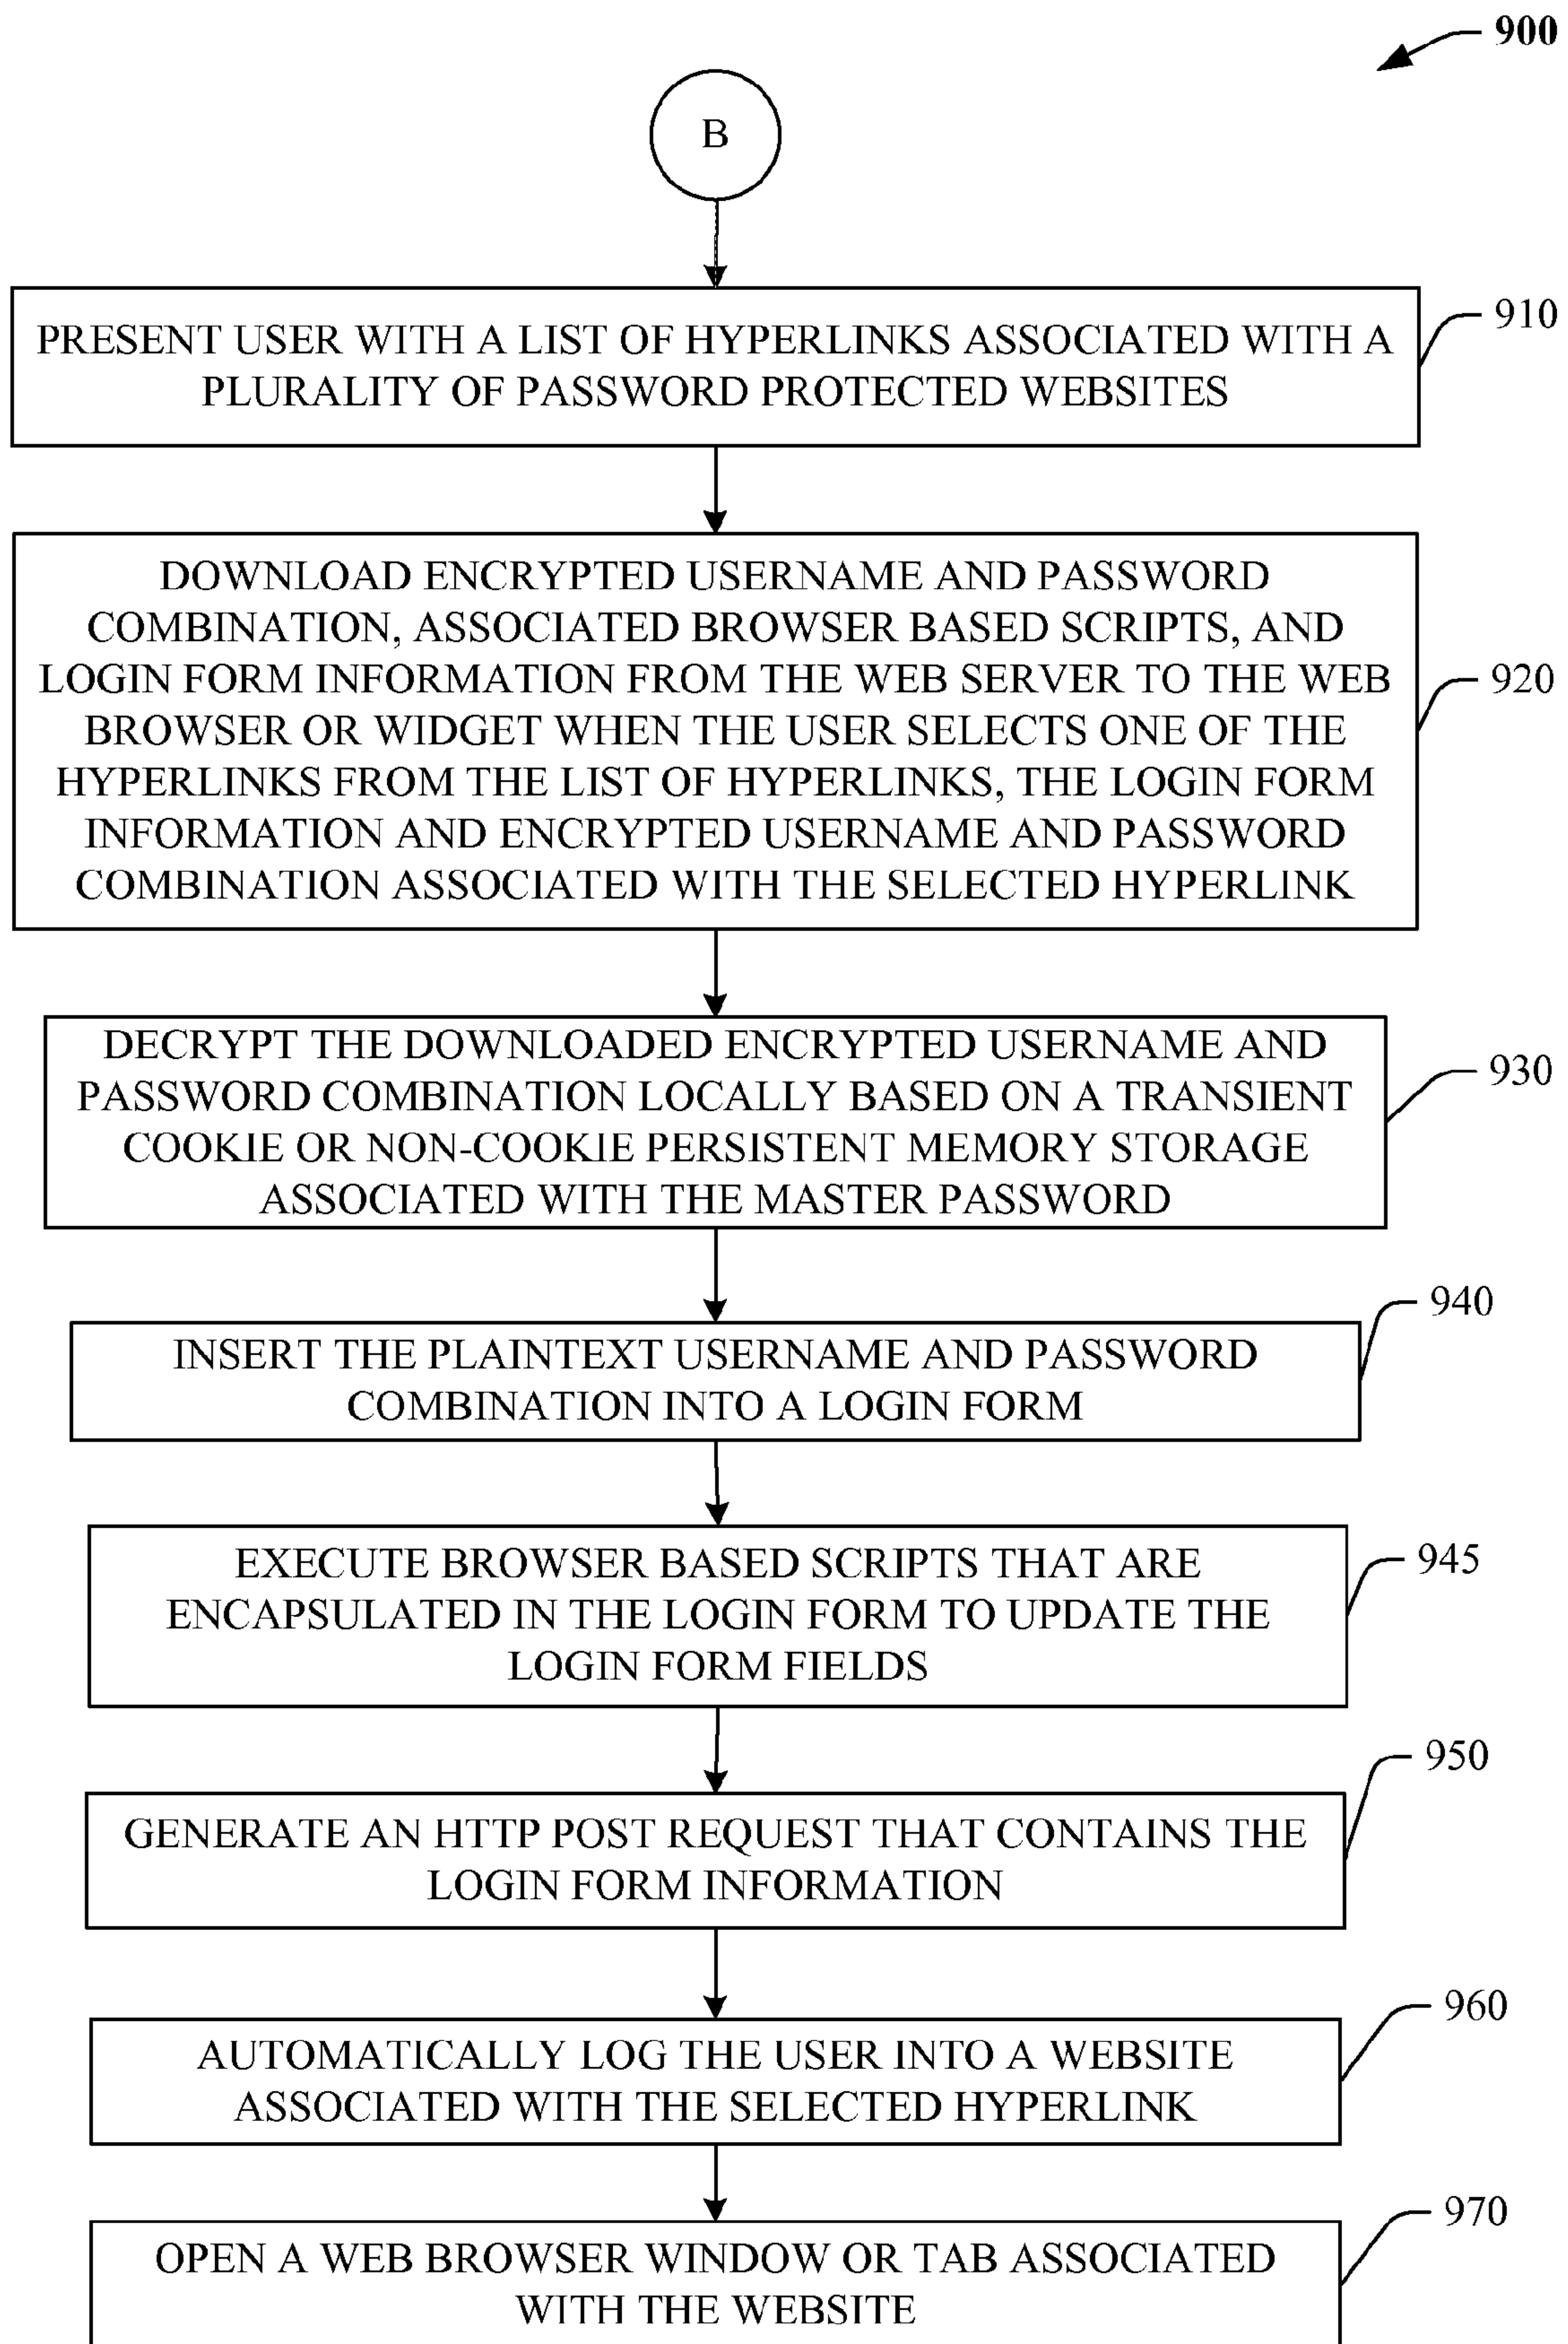 900
B
PRESENT USER WITH A LIST OF HYPERLINKS ASSOCIATED WITH A
PLURALITY OF PASSWORD PROTECTED WEBSITES
910
DOWNLOAD ENCRYPTED USERNAME AND PASSWORD
COMBINATION, ASSOCIATED BROWSER BASED SCRIPTS, AND
LOGIN FORM INFORMATION FROM THE WEB SERVER TO THE WEB
BROWSER OR WIDGET WHEN THE USER SELECTS ONE OF THE
HYPERLINKS FROM THE LIST OF HYPERLINKS, THE LOGIN FORM
INFORMATION AND ENCRYPTED USERNAME AND PASSWORD
COMBINATION ASSOCIATED WITH THE SELECTED HYPERLINK
920
DECRYPT THE DOWNLOADED ENCRYPTED USERNAME AND
PASSWORD COMBINATION LOCALLY BASED ON A TRANSIENT
COOKIE OR NON-COOKIE PERSISTENT MEMORY STORAGE
ASSOCIATED WITH THE MASTER PASSWORD
930
INSERT THE PLAINTEXT USERNAME AND PASSWORD
COMBINATION INTO A LOGIN FORM
940
EXECUTE BROWSER BASED SCRIPTS THAT ARE
ENCAPSULATED IN THE LOGIN FORM TO UPDATE THE
LOGIN FORM FIELDS
945
GENERATE AN HTTP POST REQUEST THAT CONTAINS THE
LOGIN FORM INFORMATION
950
AUTOMATICALLY LOG THE USER INTO A WEBSITE
ASSOCIATED WITH THE SELECTED HYPERLINK
960
OPEN A WEB BROWSER WINDOW OR TAB ASSOCIATED
WITH THE WEBSITE
970